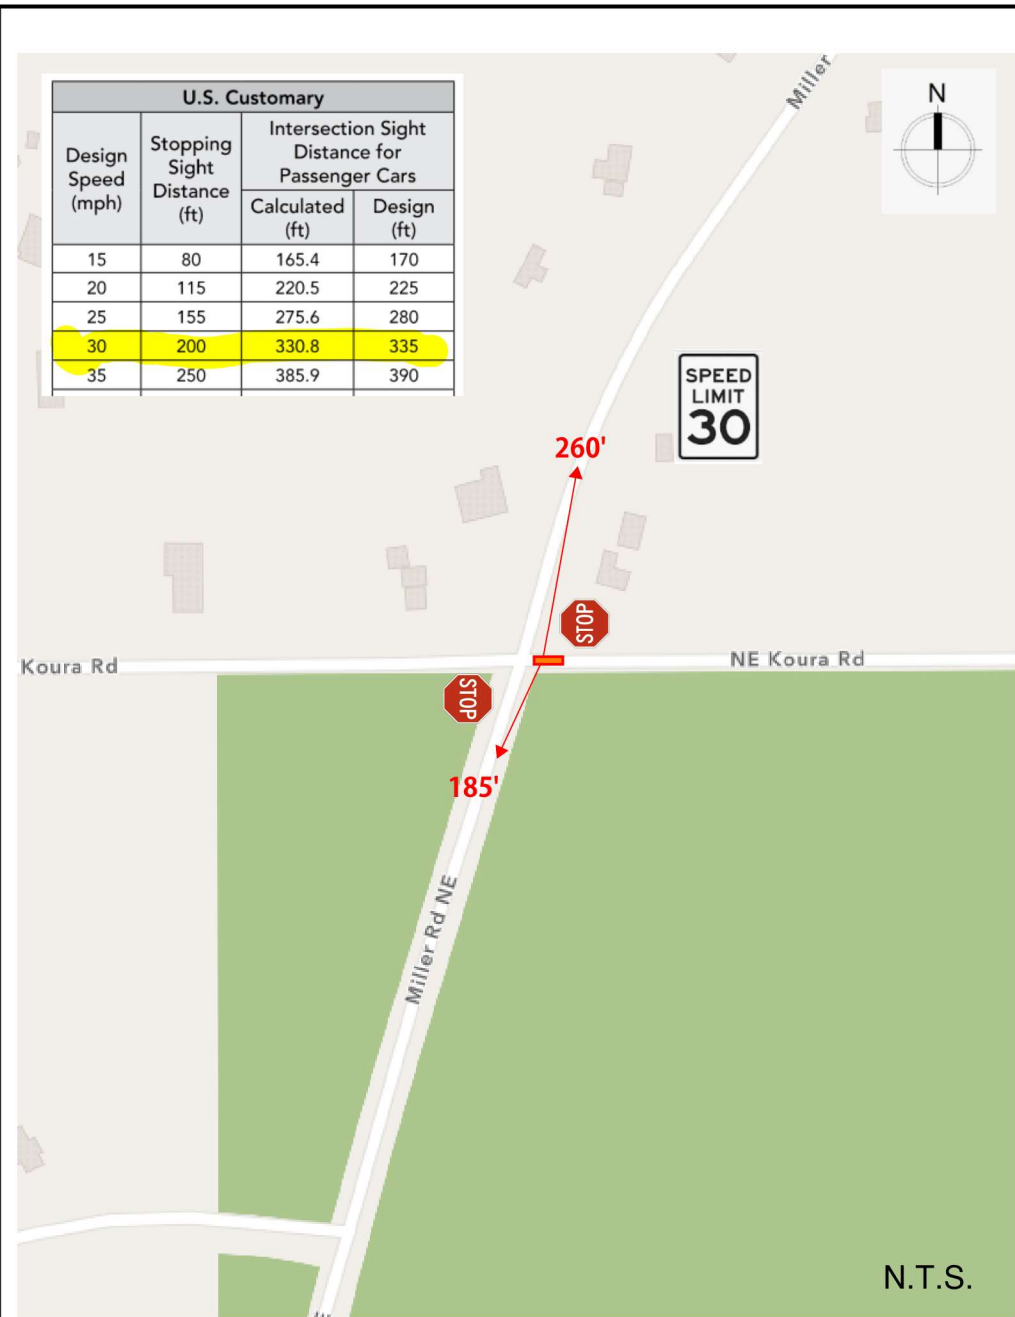 Miller
N
U.S. Customary
Design Speed (mph)
Stopping Sight Distance (ft)
Intersection Sight Distance for Passenger Cars
Calculated (ft)
Design (ft)
15 80 165.4 170
20 115 220.5 225
25 155 275.6 280
30 200 330.8 335
35 250 385.9 390
SPEED
LIMIT
30
260'
STOP
Koura Rd
NE Koura Rd
STOP
185'
Miller Rd NE
N.T.S.